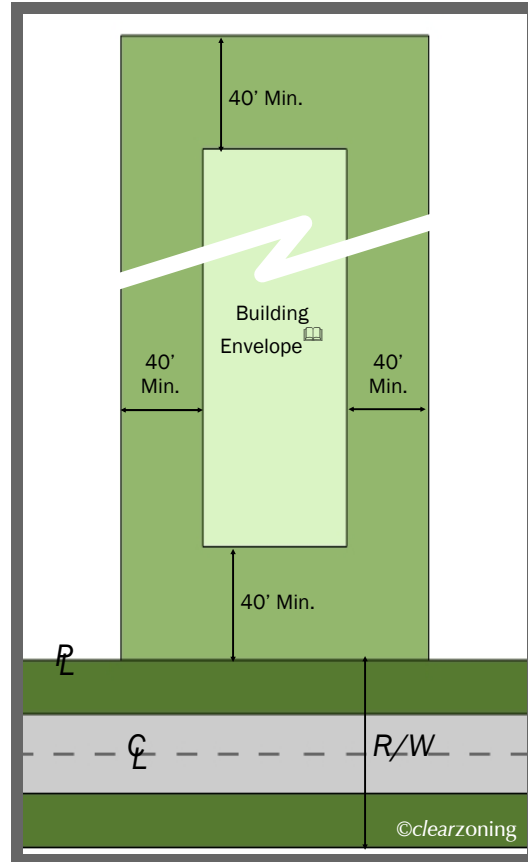 40’ Min.
Building
Envelope
40’
Min.
40’
Min.
40’ Min.
PL
CL
R/W
©clearzoning